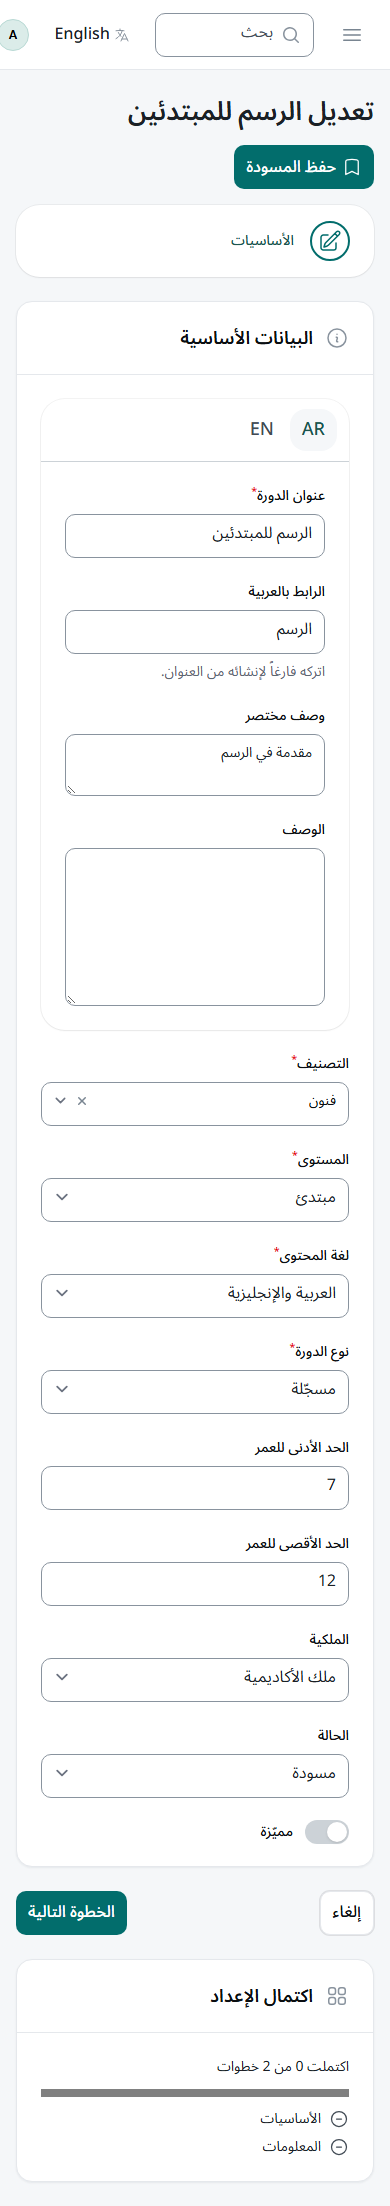 بحث
English
A
تعديل الرسم للمبتدئين
حفظ المسودة
الأساسيات
البيانات الأساسية
AR EN
عنوان الدورة*
الرسم للمبتدئين
الرابط بالعربية
الرسم
اتركه فارغاً لإنشائه من العنوان.
وصف مختصر
مقدمة في الرسم
الوصف
التصنيف*
فنون
المستوى*
مبتدئ
لغة المحتوى*
العربية والإنجليزية
نوع الدورة*
مسجّلة
الحد الأدنى للعمر
7
الحد الأقصى للعمر
12
الملكية
ملك الأكاديمية
الحالة
مسودة
مميّزة
إلغاء
الخطوة التالية
اكتمال الإعداد
اكتملت 0 من 2 خطوات
الأساسيات
المعلومات